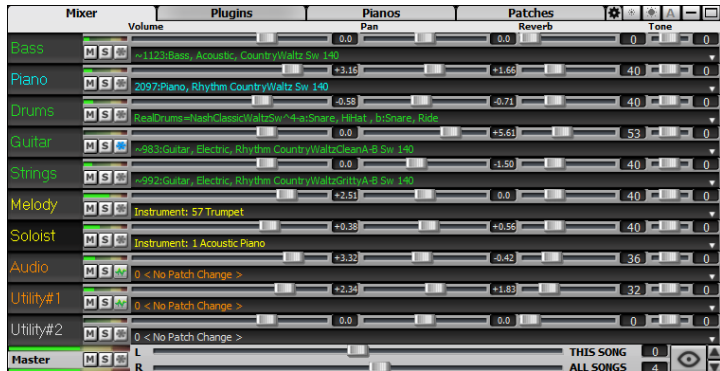 Mixer Plugins Pianos Patches A
Volume Pan Reverb Tone
Bass M S 0.0 0.0 0 0
~1123:Bass, Acoustic, CountryWaltz Sw 140
Piano M S +3.16 +1.66 40 0
2097:Piano, Rhythm CountryWaltz Sw 140
Drums M S -0.58 -0.71 40 0
RealDrums=NashClassicWaltzSw^4-a:Snare, HiHat , b:Snare, Ride
Guitar M S 0.0 +5.61 53 0
~983:Guitar, Electric, Rhythm CountryWaltzCleanA-B Sw 140
Strings M S 0.0 -1.50 40 0
~992:Guitar, Electric, Rhythm CountryWaltzGrittyA-B Sw 140
Melody M S +2.51 0.0 40 0
Instrument: 57 Trumpet
Soloist M S +0.38 +0.56 40 0
Instrument: 1 Acoustic Piano
Audio M S +3.32 -0.42 36 0
0 < No Patch Change >
Utility#1 M S +2.34 +1.83 32 0
0 < No Patch Change >
Utility#2 M S 0.0 0.0 0 0
0 < No Patch Change >
Master M S L THIS SONG 0
R ALL SONGS 4